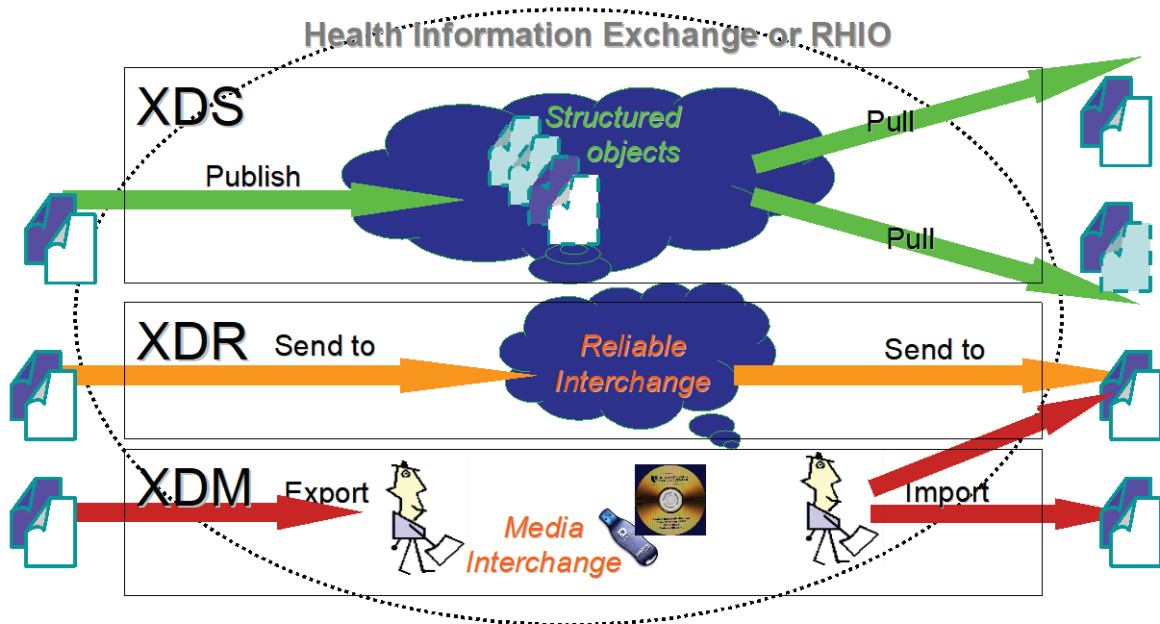 Health Information Exchange or RHIO
XDS
Structured
objects
Publish
Pull
Pull
XDR
Send to
Reliable
Interchange
Send to
XDM
Export
Media
Interchange
Import